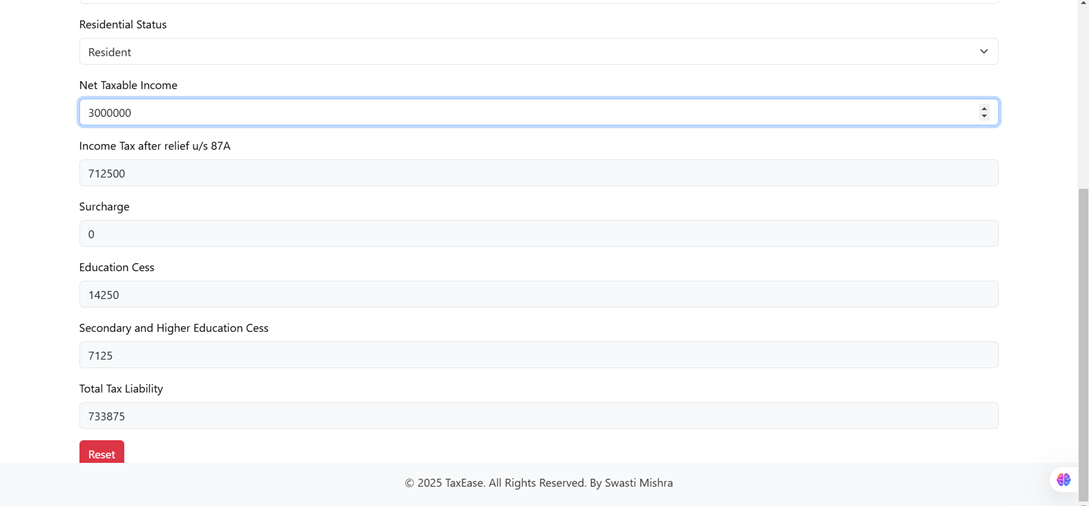 Residential Status
Resident
Net Taxable Income
3000000
Income Tax after relief u/s 87A
712500
Surcharge
0
Education Cess
14250
Secondary and Higher Education Cess
7125
Total Tax Liability
733875
Reset
© 2025 TaxEase. All Rights Reserved. By Swasti Mishra